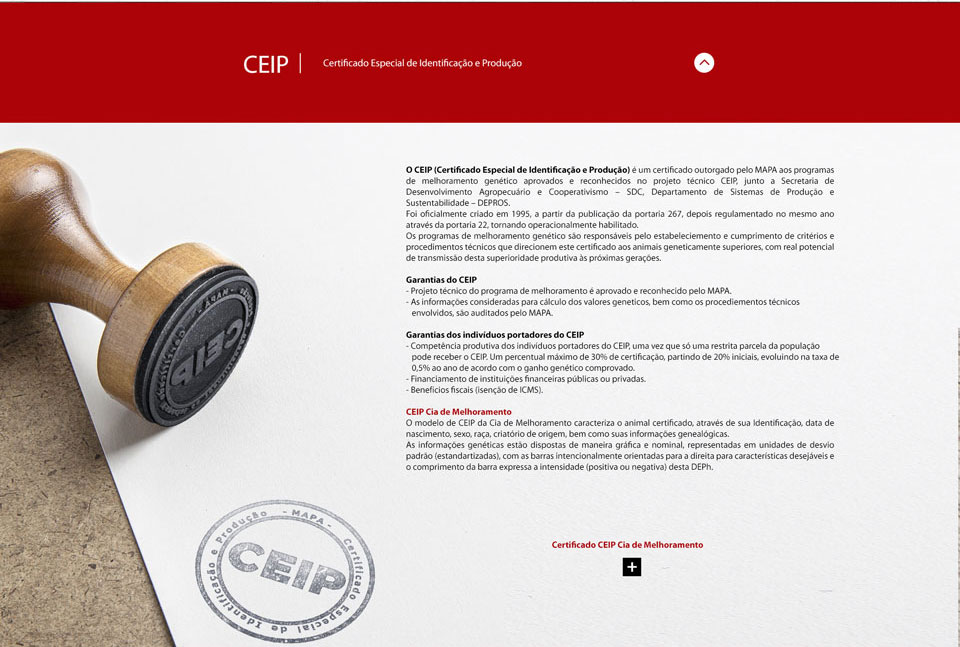 CEIP
Certificado Especial de Identificação e Produção
O CEIP (Certificado Especial de Identificação e Produção) é um certificado outorgado pelo MAPA aos programas
de melhoramento genético aprovados e reconhecidos no projeto técnico CEIP, junto a Secretaria de
Desenvolvimento Agropecuário e Cooperativismo – SDC, Departamento de Sistemas de Produção e
Sustentabilidade – DEPROS.
Foi oficialmente criado em 1995, a partir da publicação da portaria 267, depois regulamentado no mesmo ano
através da portaria 22, tornando operacionalmente habilitado.
Os programas de melhoramento genético são responsáveis pelo estabeleciemento e cumprimento de critérios e
procedimentos técnicos que direcionem este certificado aos animais geneticamente superiores, com real potencial
de transmissão desta superioridade produtiva às próximas gerações.
Garantias do CEIP
- Projeto técnico do programa de melhoramento é aprovado e reconhecido pelo MAPA.
- As informações consideradas para cálculo dos valores geneticos, bem como os procediementos técnicos
envolvidos, são auditados pelo MAPA.
Garantias dos indivíduos portadores do CEIP
- Competência produtiva dos indivíduos portadores do CEIP, uma vez que só uma restrita parcela da população
pode receber o CEIP. Um percentual máximo de 30% de certificação, partindo de 20% iniciais, evoluindo na taxa de
0,5% ao ano de acordo com o ganho genético comprovado.
- Financiamento de instituições financeiras públicas ou privadas.
- Benefícios fiscais (isenção de ICMS).
CEIP Cia de Melhoramento
O modelo de CEIP da Cia de Melhoramento caracteriza o animal certificado, através de sua Identificação, data de
nascimento, sexo, raça, criatório de origem, bem como suas informações genealógicas.
As informações genéticas estão dispostas de maneira gráfica e nominal, representadas em unidades de desvio
padrão (estandartizadas), com as barras intencionalmente orientadas para a direita para características desejáveis e
o comprimento da barra expressa a intensidade (positiva ou negativa) desta DEPh.
CEIP
- MAPA -
Certificado Especial de Identificação e Produção
CEIP
Certificado CEIP Cia de Melhoramento